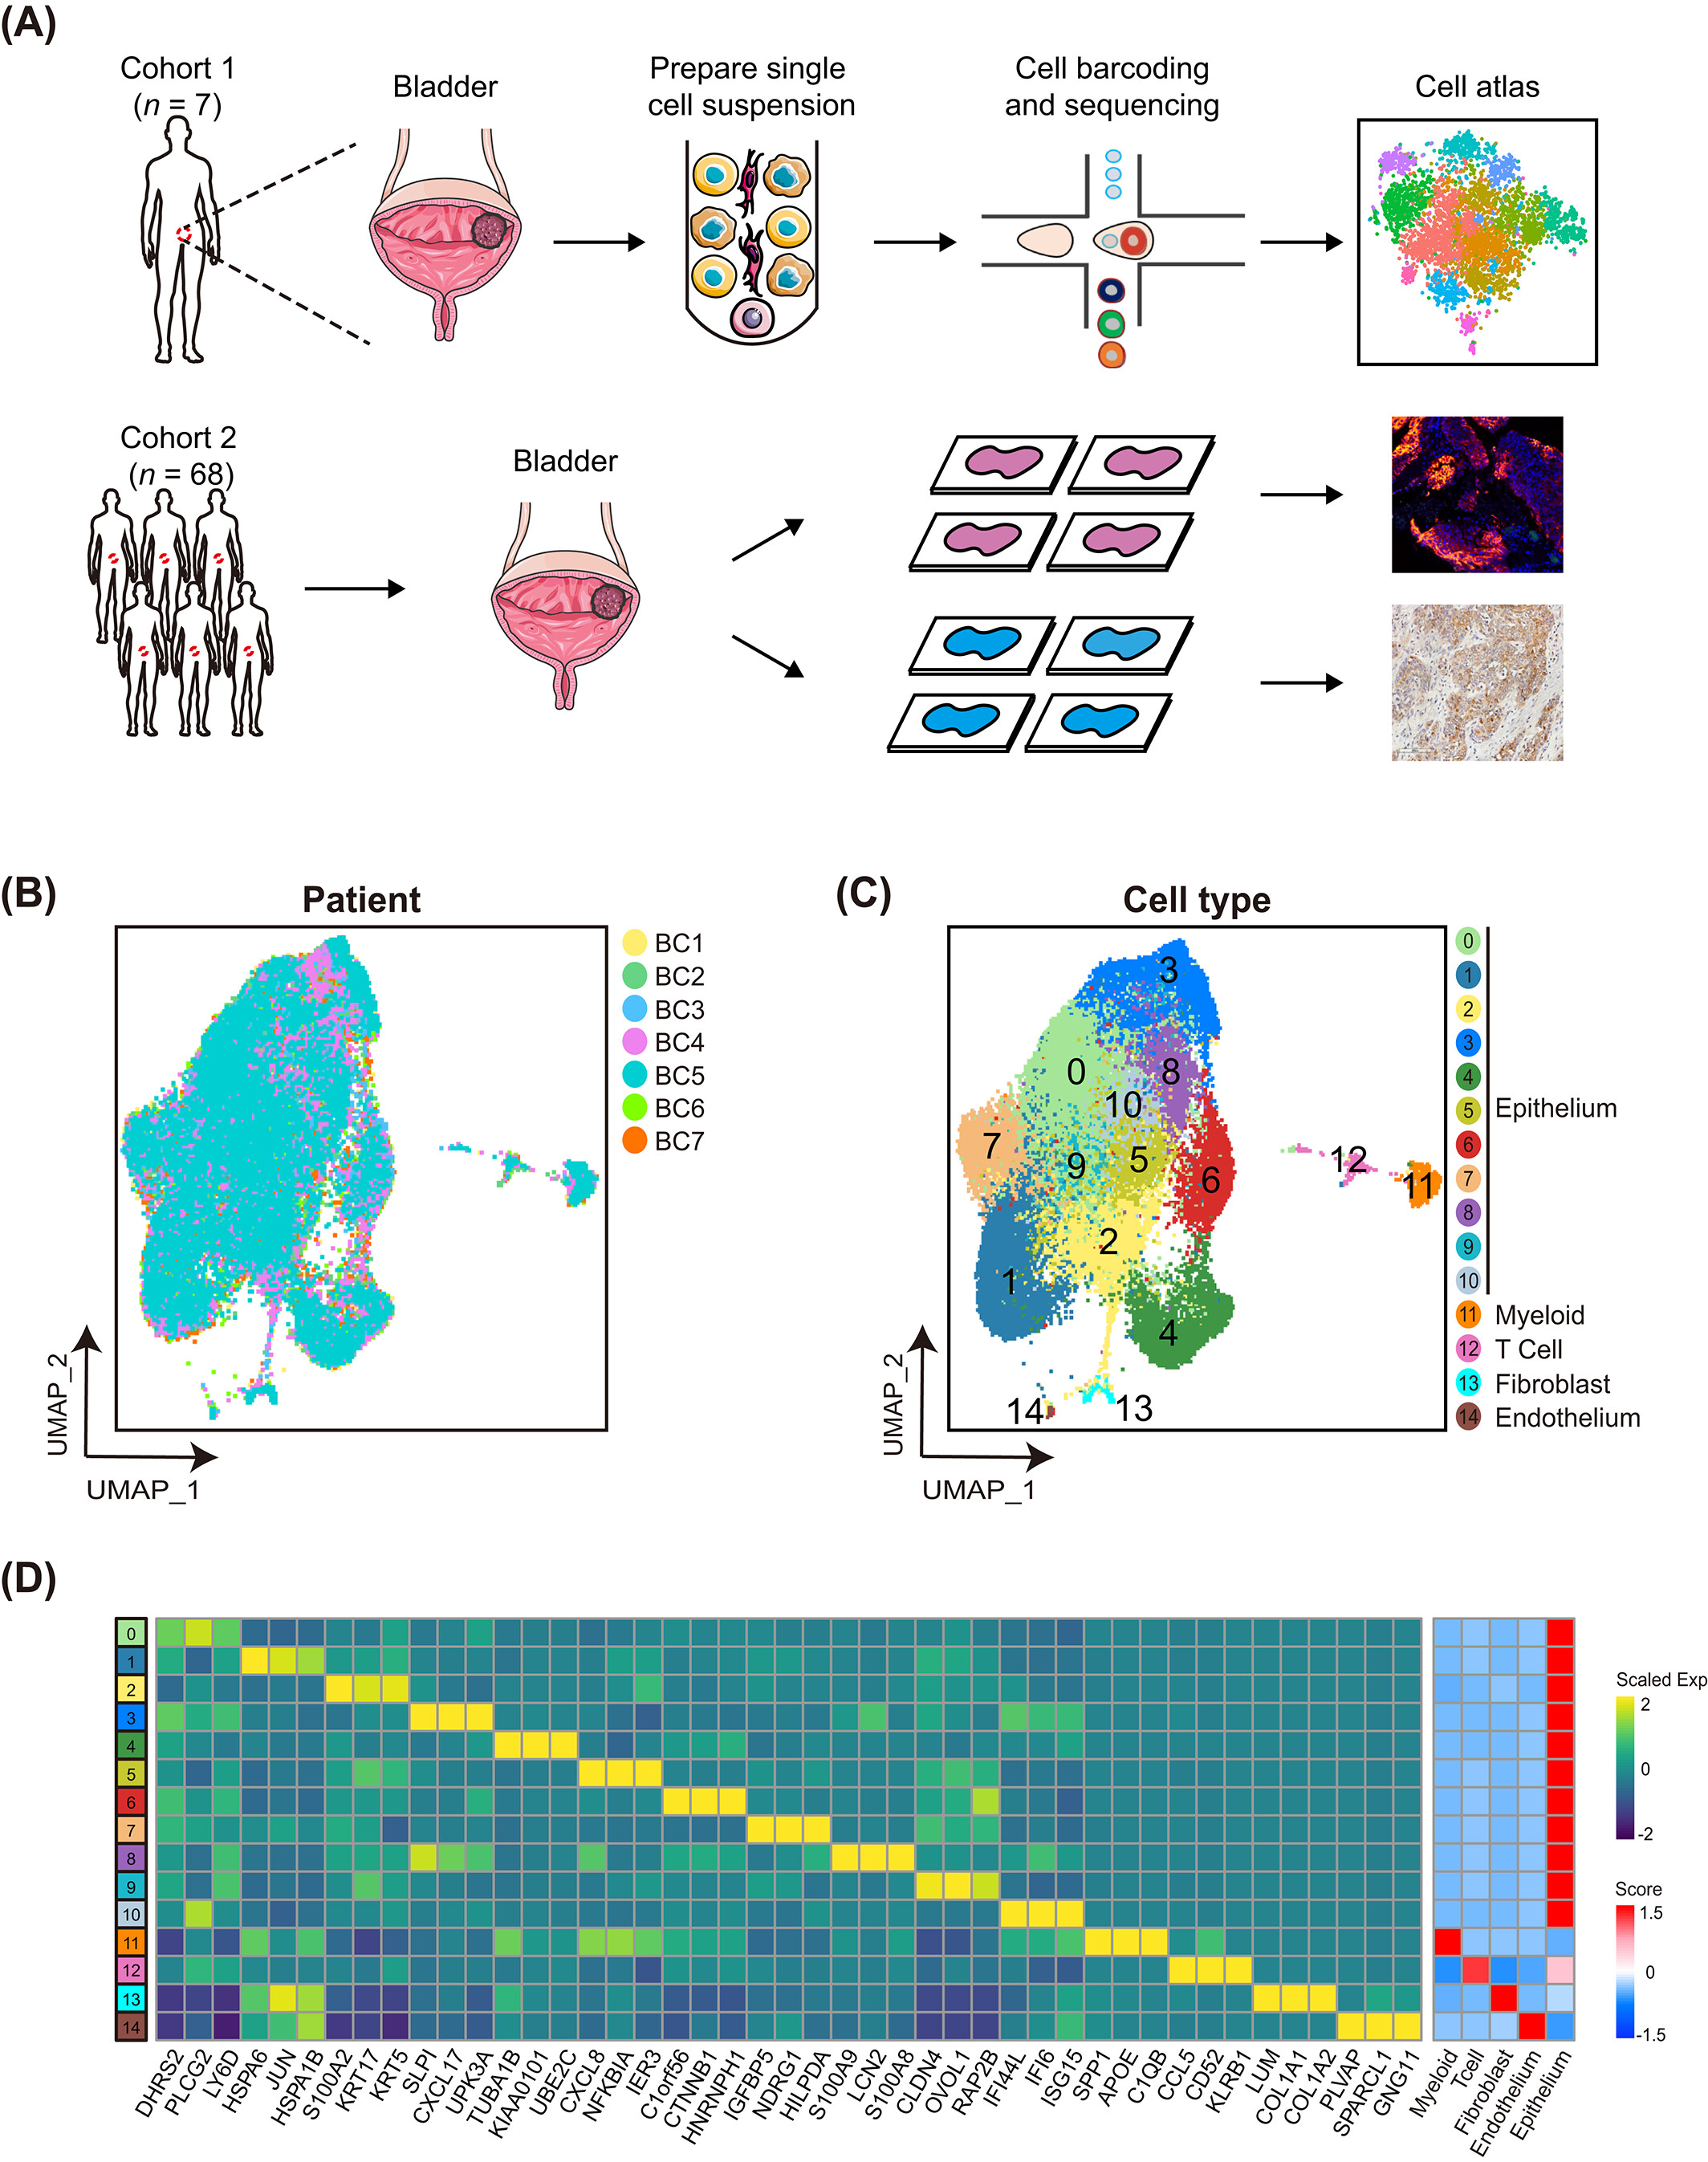 (A)
Cohort 1
(n = 7)
Bladder
Prepare single
cell suspension
Cell barcoding
and sequencing
Cell atlas
Cohort 2
(n = 68)
Bladder
(B)
Patient
BC1
BC2
BC3
BC4
BC5
BC6
BC7
UMAP_2
UMAP_1
(C)
Cell type
3
0
8
10
7
9
5
6
2
1
4
12
11
14
13
0
1
2
3
4
5
6
7
8
9
10
Epithelium
11 Myeloid
12 T Cell
13 Fibroblast
14 Endothelium
UMAP_2
UMAP_1
(D)
0
1
2
3
4
5
6
7
8
9
10
11
12
13
14
DHRS2
PLCG2
LY6D
HSPA6
JUN
HSPA1B
S100A2
KRT17
KRT5
SLPI
CXCL17
UPK3A
TUBA1B
KIAA0101
UBE2C
CXCL8
NFKBIA
IER3
C1orf56
CTNNB1
HNRNPH1
IGFBP5
NDRG1
HILPDA
S100A9
LCN2
S100A8
CLDN4
OVOL1
RAP2B
IFI44L
IFI6
ISG15
SPP1
APOE
C1QB
CCL5
CD52
KLRB1
LUM
COL1A1
COL1A2
PLVAP
SPARCL1
GNG11
Myeloid
Tcell
Fibroblast
Endothelium
Epithelium
Scaled Exp
2
0
-2
Score
1.5
0
-1.5